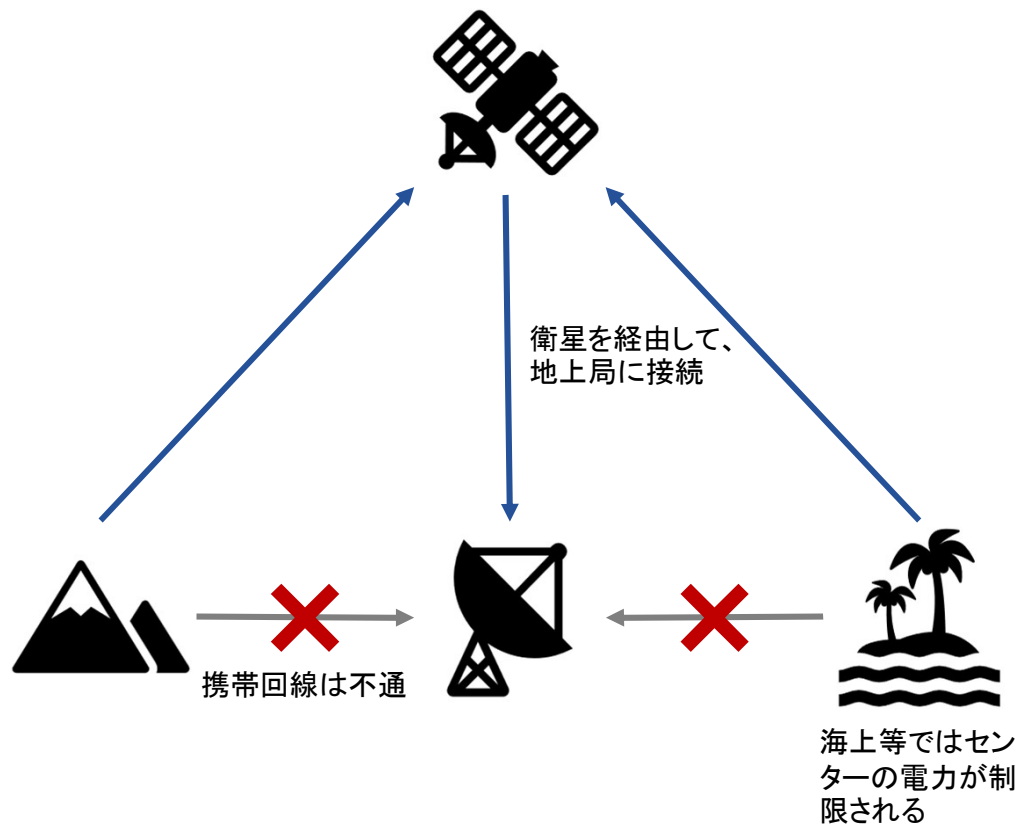 衛星を経由して、
地上局に接続
携帯回線は不通
海上等ではセン
ターの電力が制
限される